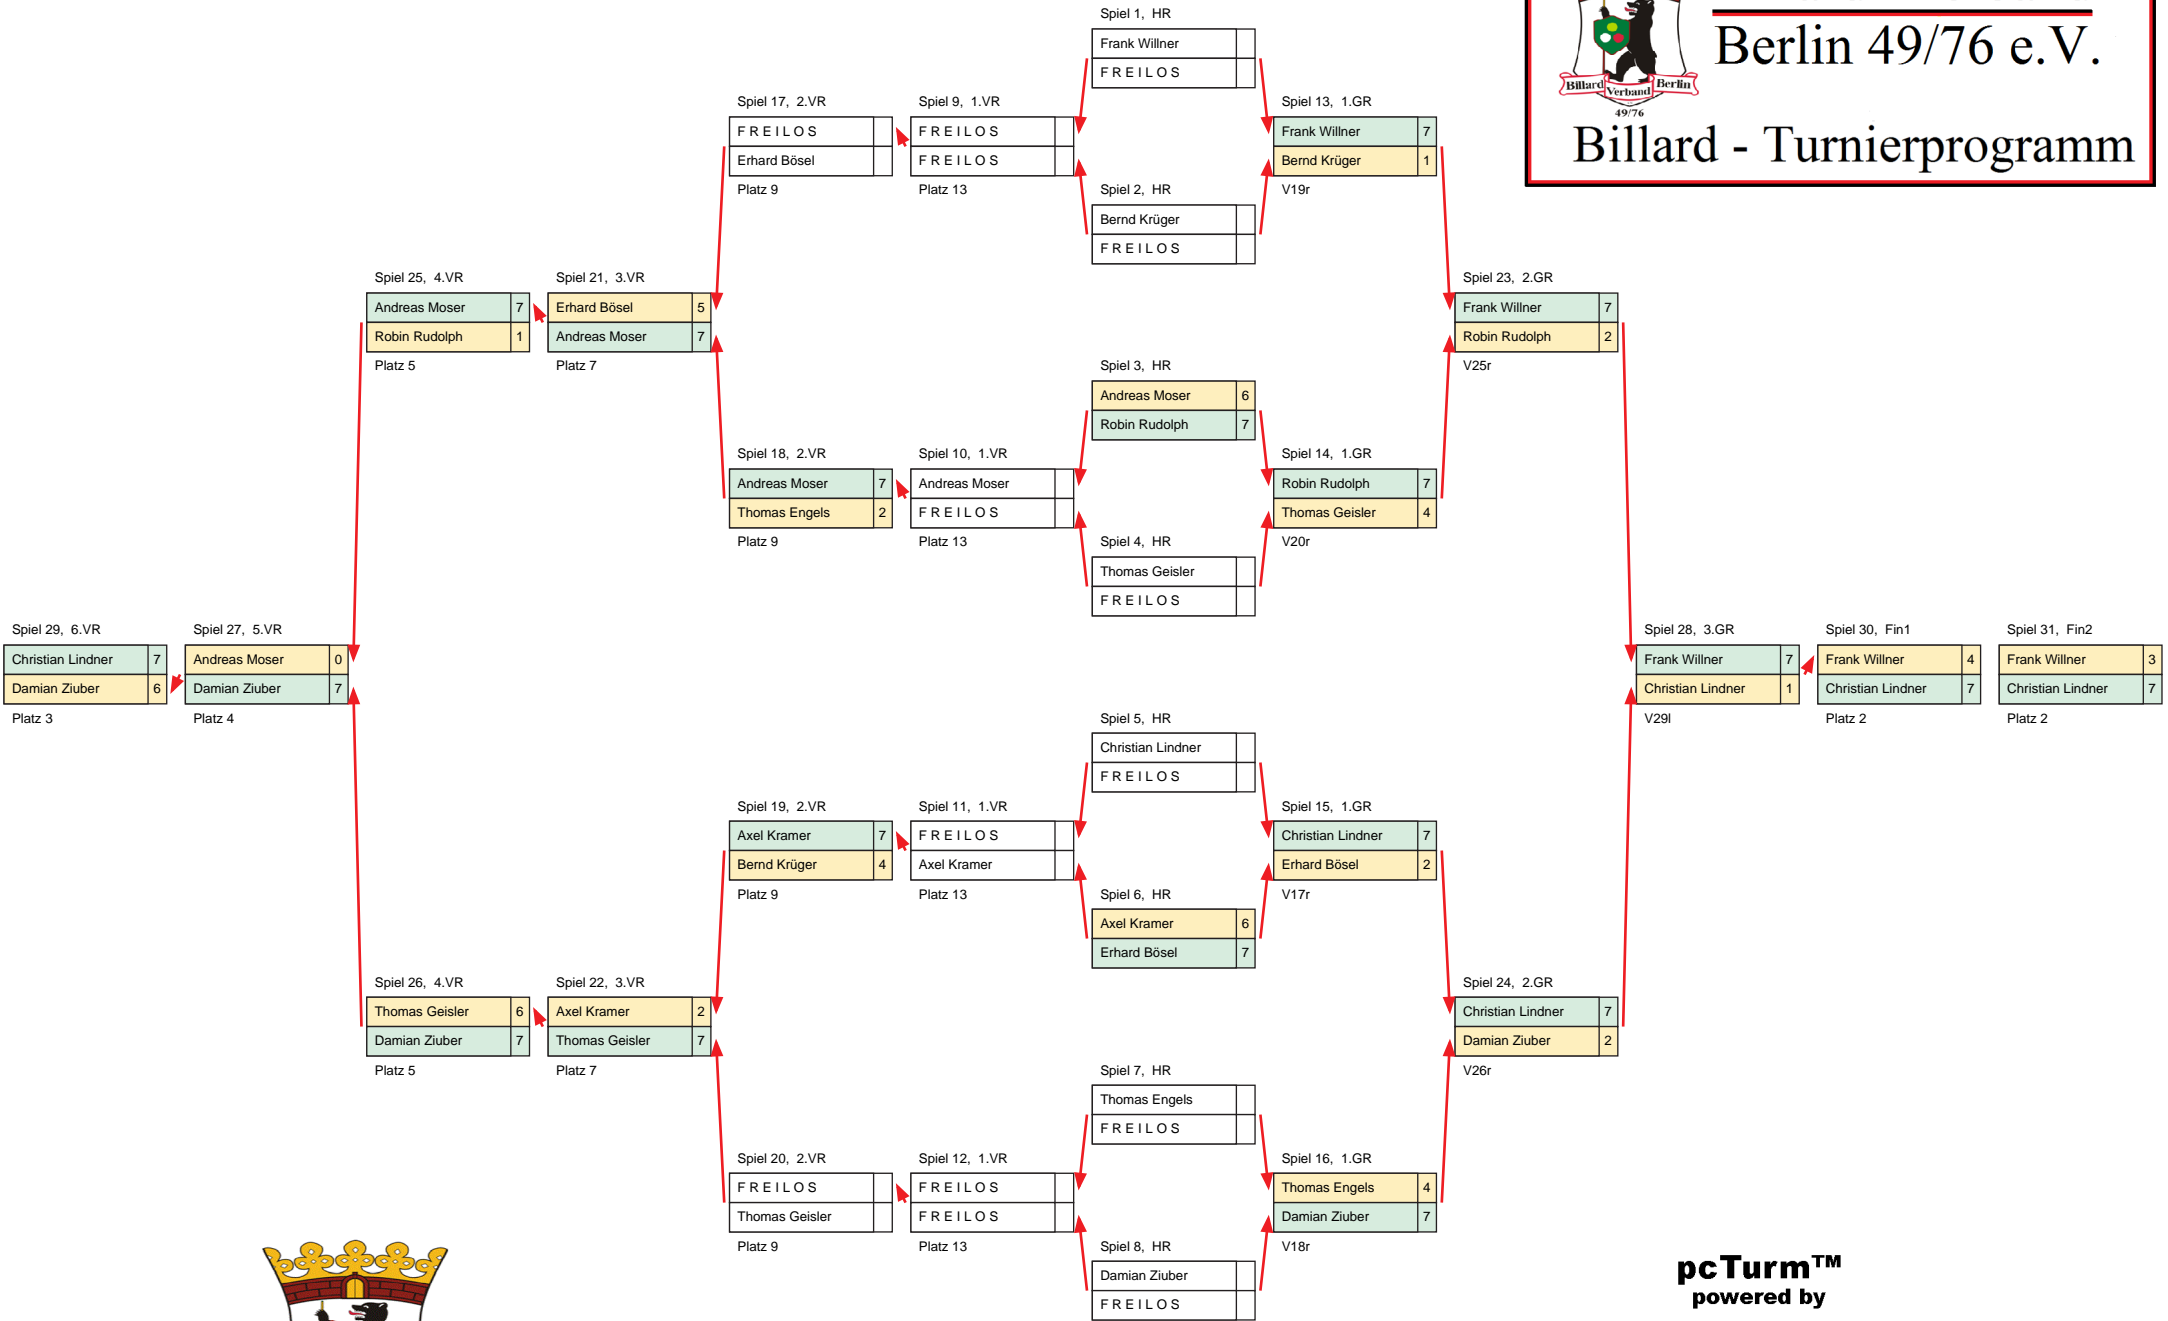 Berlin 49/76 e.V.
Billard Verband Berlin
49/76
Billard - Turnierprogramm
Spiel 1, HR
Frank Willner
F R E I L O S
Spiel 17, 2.VR
F R E I L O S
Erhard Bösel
Platz 9
Spiel 9, 1.VR
F R E I L O S
F R E I L O S
Platz 13
Spiel 13, 1.GR
Frank Willner 7
Bernd Krüger 1
V19r
Spiel 2, HR
Bernd Krüger
F R E I L O S
Spiel 25, 4.VR
Andreas Moser 7
Robin Rudolph 1
Platz 5
Spiel 21, 3.VR
Erhard Bösel 5
Andreas Moser 7
Platz 7
Spiel 23, 2.GR
Frank Willner 7
Robin Rudolph 2
V25r
Spiel 3, HR
Andreas Moser 6
Robin Rudolph 7
Spiel 18, 2.VR
Andreas Moser 7
Thomas Engels 2
Platz 9
Spiel 10, 1.VR
Andreas Moser
F R E I L O S
Platz 13
Spiel 14, 1.GR
Robin Rudolph 7
Thomas Geisler 4
V20r
Spiel 4, HR
Thomas Geisler
F R E I L O S
Spiel 29, 6.VR
Christian Lindner 7
Damian Ziuber 6
Platz 3
Spiel 27, 5.VR
Andreas Moser 0
Damian Ziuber 7
Platz 4
Spiel 28, 3.GR
Frank Willner 7
Christian Lindner 1
V29l
Spiel 30, Fin1
Frank Willner 4
Christian Lindner 7
Platz 2
Spiel 31, Fin2
Frank Willner 3
Christian Lindner 7
Platz 2
Spiel 5, HR
Christian Lindner
F R E I L O S
Spiel 19, 2.VR
Axel Kramer 7
Bernd Krüger 4
Platz 9
Spiel 11, 1.VR
F R E I L O S
Axel Kramer
Platz 13
Spiel 15, 1.GR
Christian Lindner 7
Erhard Bösel 2
V17r
Spiel 6, HR
Axel Kramer 6
Erhard Bösel 7
Spiel 26, 4.VR
Thomas Geisler 6
Damian Ziuber 7
Platz 5
Spiel 22, 3.VR
Axel Kramer 2
Thomas Geisler 7
Platz 7
Spiel 24, 2.GR
Christian Lindner 7
Damian Ziuber 2
V26r
Spiel 7, HR
Thomas Engels
F R E I L O S
Spiel 20, 2.VR
F R E I L O S
Thomas Geisler
Platz 9
Spiel 12, 1.VR
F R E I L O S
F R E I L O S
Platz 13
Spiel 16, 1.GR
Thomas Engels 4
Damian Ziuber 7
V18r
Spiel 8, HR
Damian Ziuber
F R E I L O S
pcTurm™
powered by